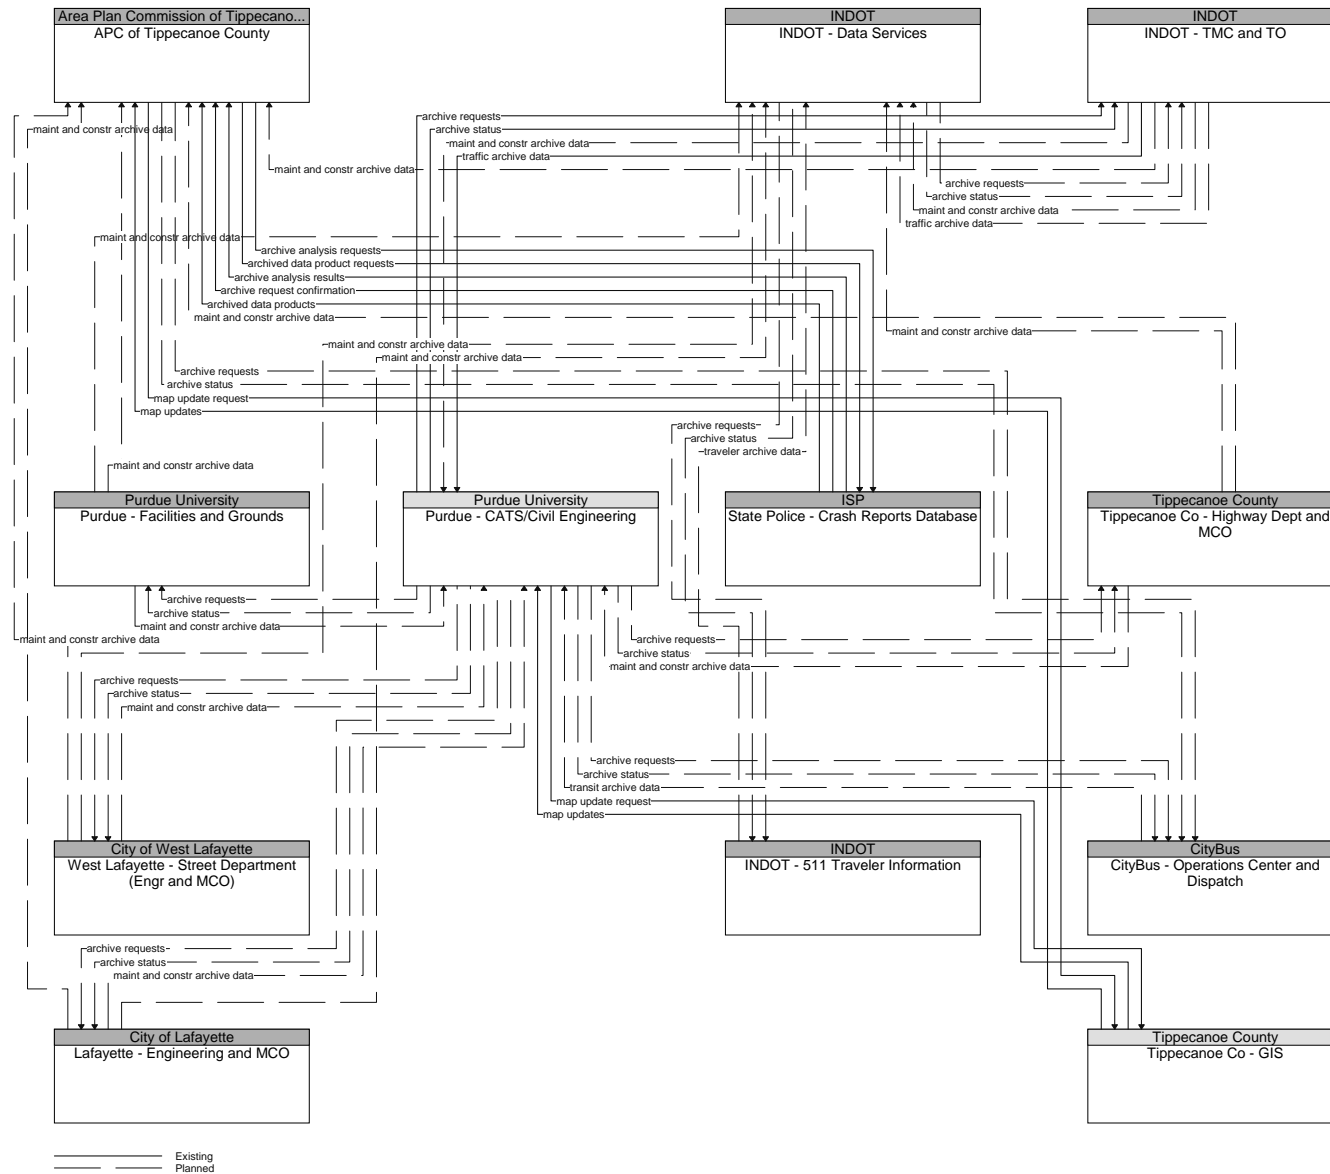 Area Plan Commission of Tippecano...
APC of Tippecanoe County
INDOT
INDOT - Data Services
INDOT
INDOT - TMC and TO
archive requests
maint and constr archive data
archive status
maint and constr archive data
traffic archive data
maint and constr archive data
archive requests
archive status
maint and constr archive data
traffic archive data
maint and constr archive data
archive analysis requests
archived data product requests
archive analysis results
archive request confirmation
archived data products
maint and constr archive data
maint and constr archive data
maint and constr archive data
maint and constr archive data
archive requests
archive status
map update request
map updates
archive requests
archive status
traveler archive data
maint and constr archive data
Purdue University
Purdue - Facilities and Grounds
Purdue University
Purdue - CATS/Civil Engineering
ISP
State Police - Crash Reports Database
Tippecanoe County
Tippecanoe Co - Highway Dept and
MCO
archive requests
archive status
maint and constr archive data
maint and constr archive data
archive requests
archive status
maint and constr archive data
archive requests
archive status
maint and constr archive data
archive requests
archive status
transit archive data
map update request
map updates
City of West Lafayette
West Lafayette - Street Department
(Engr and MCO)
INDOT
INDOT - 511 Traveler Information
CityBus
CityBus - Operations Center and
Dispatch
archive requests
archive status
maint and constr archive data
City of Lafayette
Lafayette - Engineering and MCO
Tippecanoe County
Tippecanoe Co - GIS
Existing
Planned